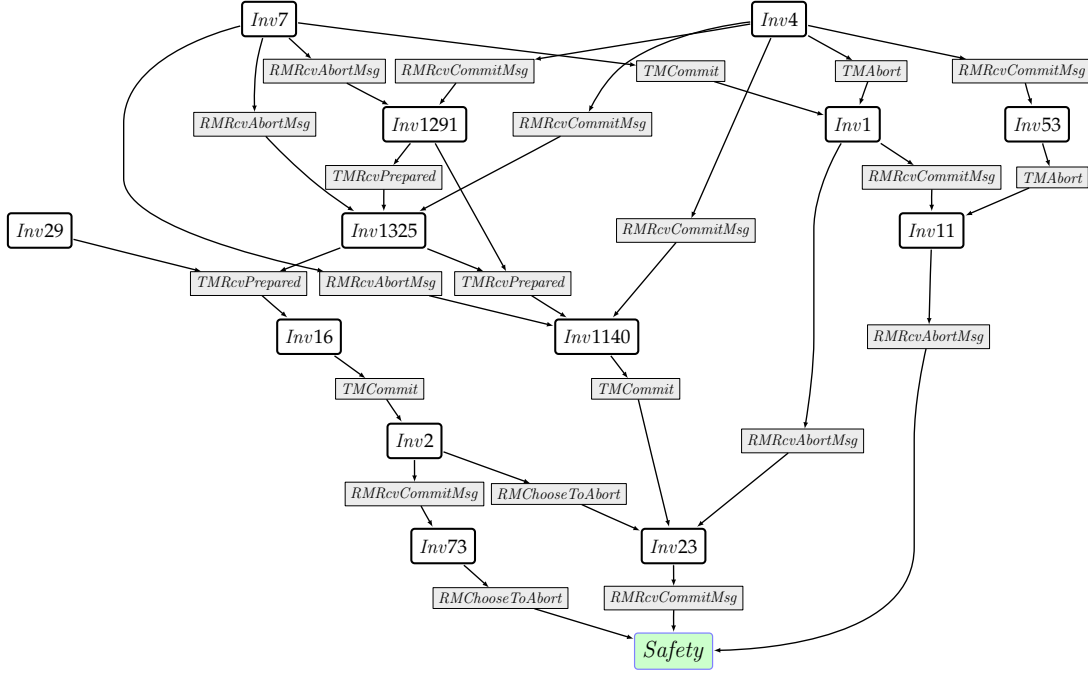 Inv7
Inv4
RMRcvAbortMsg
RMRcvCommitMsg
TMCommit
TMAbort
RMRcvCommitMsg
RMRcvAbortMsg
Inv1291
RMRcvCommitMsg
Inv1
Inv53
TMRcvPrepared
RMRcvCommitMsg
TMAbort
Inv29
Inv1325
RMRcvCommitMsg
Inv11
TMRcvPrepared
RMRcvAbortMsg
TMRcvPrepared
Inv16
Inv1140
RMRcvAbortMsg
TMCommit
TMCommit
Inv2
RMRcvAbortMsg
RMRcvCommitMsg
RMChooseToAbort
Inv73
Inv23
RMChooseToAbort
RMRcvCommitMsg
Safety